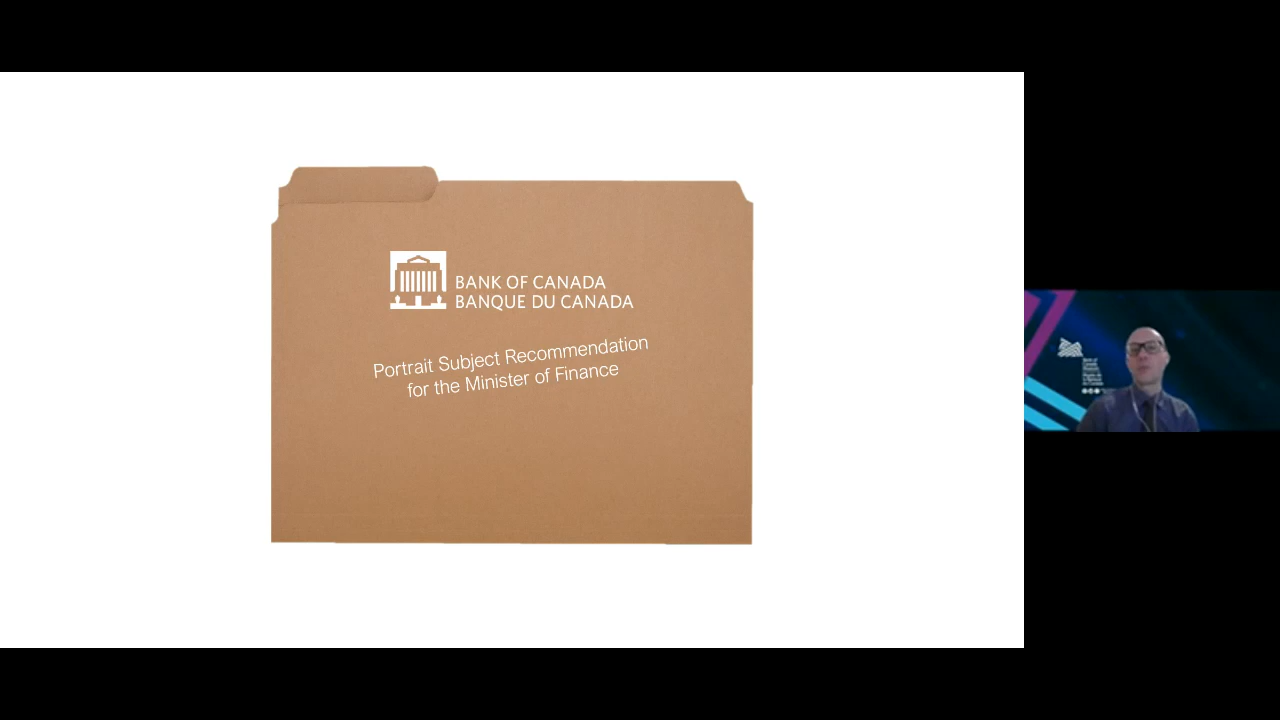 BANK OF CANADA
BANQUE DU CANADA
Portrait Subject Recommendation
for the Minister of Finance